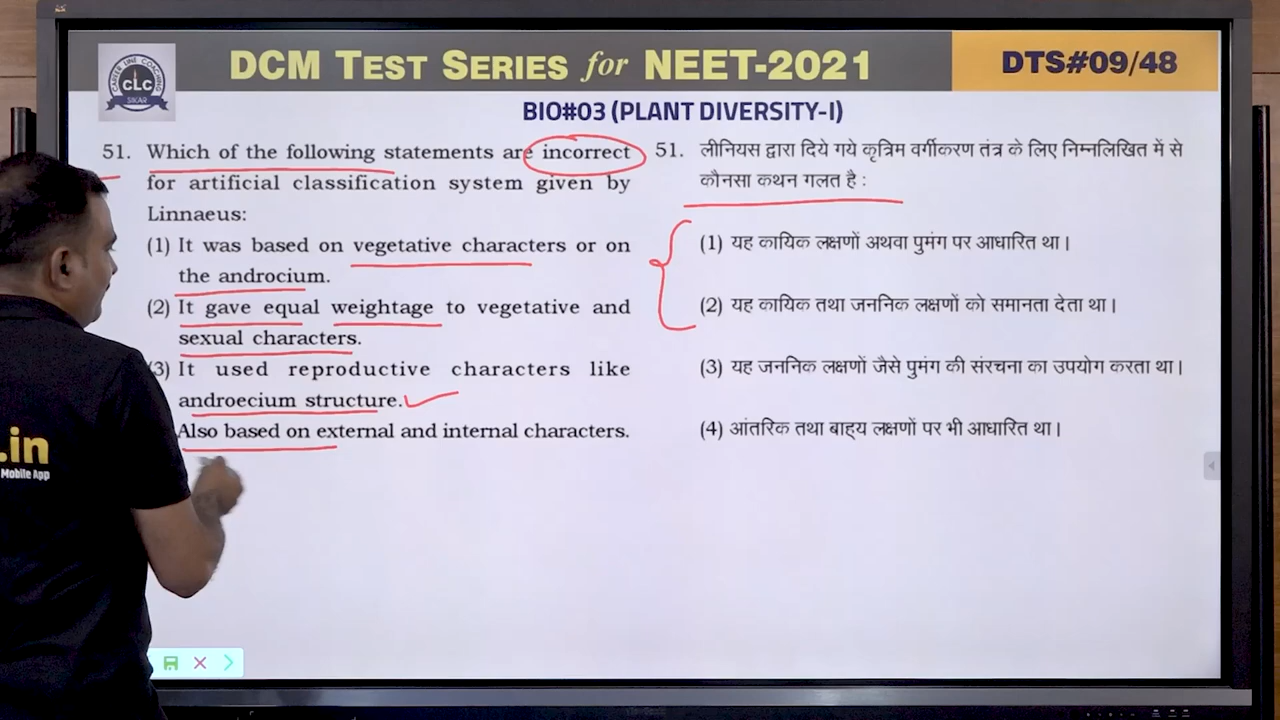 DCM TEST SERIES for NEET-2021
DTS#09/48
CAREER LINE COACHING
CLC
SIKAR
BIO#03 (PLANT DIVERSITY-I)
51. Which of the following statements are incorrect
for artificial classification system given by
Linnaeus:
(1) It was based on vegetative characters or on
the androcium.
(2) It gave equal weightage to vegetative and
sexual characters.
3) It used reproductive characters like
androecium structure.
Also based on external and internal characters.
51. लीनियस द्वारा दिये गये कृत्रिम वर्गीकरण तंत्र के लिए निम्नलिखित में से
कौनसा कथन गलत है :
(1) यह कायिक लक्षणों अथवा पुमंग पर आधारित था।
(2) यह कायिक तथा जननिक लक्षणों को समानता देता था।
(3) यह जननिक लक्षणों जैसे पुमंग की संरचना का उपयोग करता था।
(4) आंतरिक तथा बाह्य लक्षणों पर भी आधारित था।
.in
Mobile App